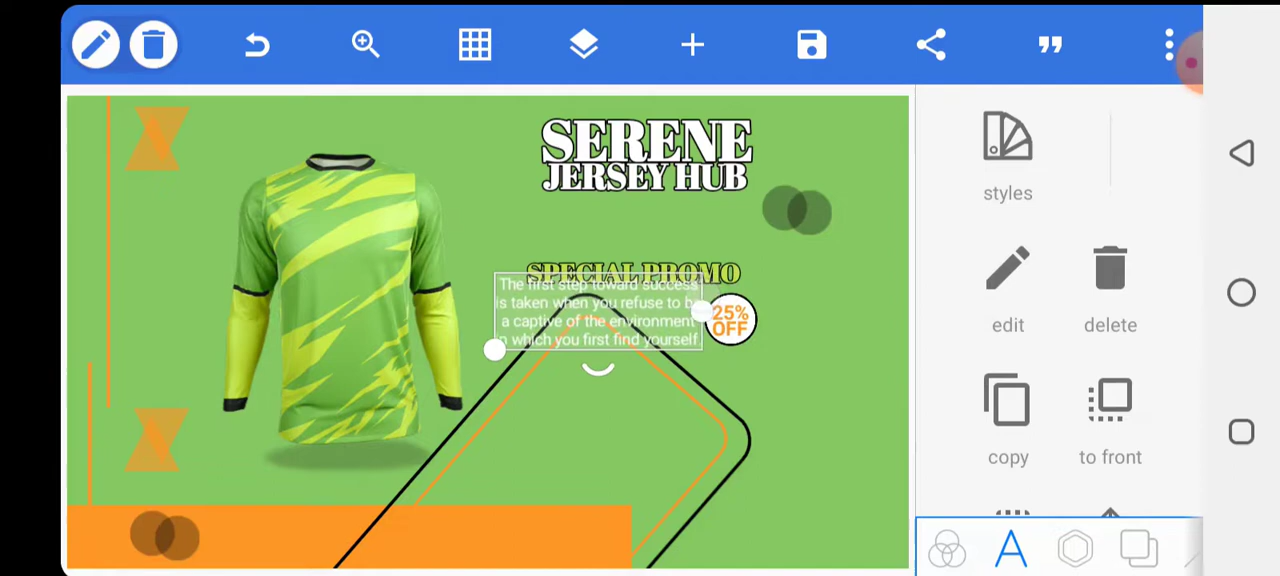 SERENE
JERSEY HUB
SPECIAL PROMO
The first step toward success
is taken when you refuse to be
a captive of the environment
in which you first find yourself
25%
OFF
styles
edit
delete
copy
to front